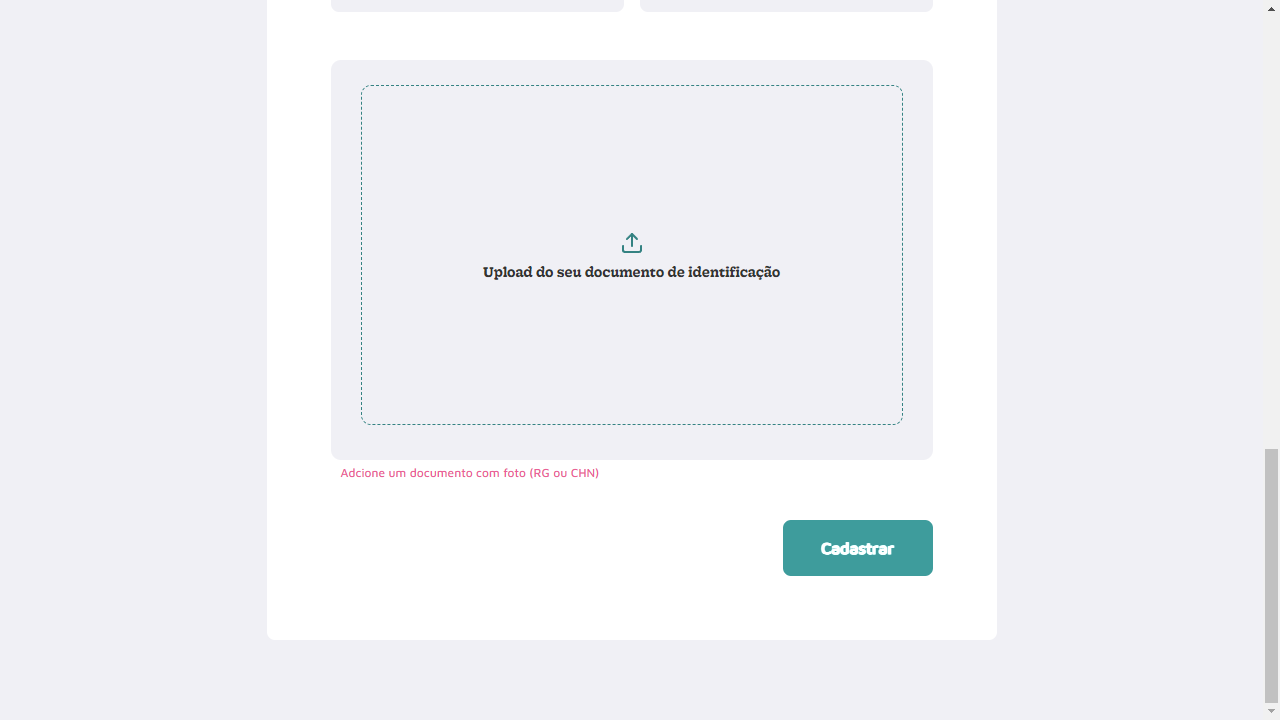 Upload do seu documento de identificação
Adcione um documento com foto (RG ou CHN)
Cadastrar